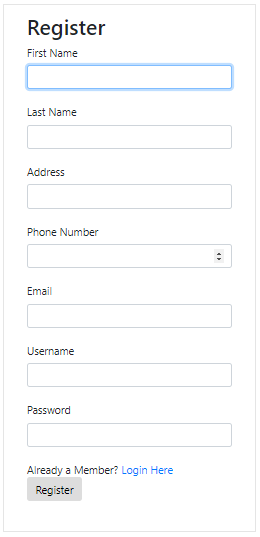 Register
First Name
Last Name
Address
Phone Number
Email
Username
Password
Already a Member? Login Here
Register